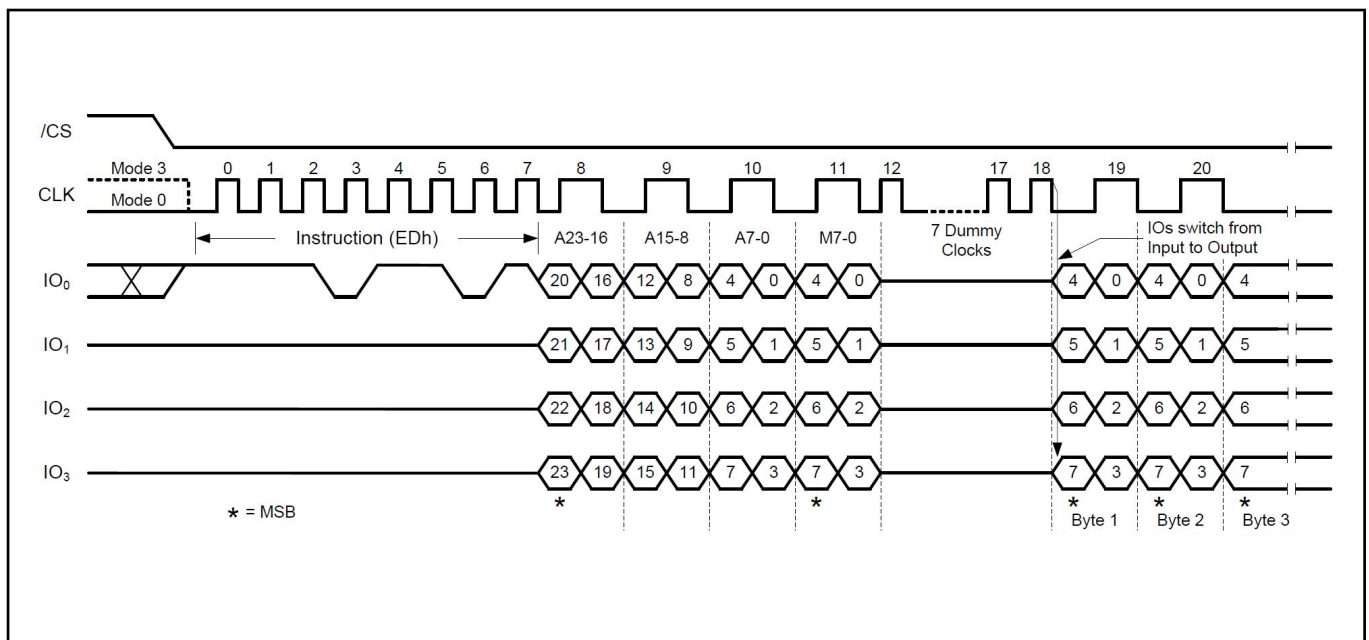 /CS
Mode 3 0 1 2 3 4 5 6 7 8 9 10 11 12 17 18 19 20
CLK
Mode 0
Instruction (EDh) A23-16 A15-8 A7-0 M7-0 7 Dummy
Clocks
IOs switch from
Input to Output
IO₀ 20 16 12 8 4 0 4 0 4 0 4 0 4
IO₁ 21 17 13 9 5 1 5 1 5 1 5 1 5
IO₂ 22 18 14 10 6 2 6 2 6 2 6 2 6
IO₃ 23 19 15 11 7 3 7 3 7 3 7 3 7
* * * * *
* = MSB
Byte 1 Byte 2 Byte 3